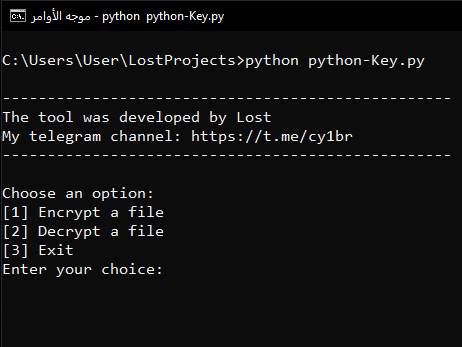 موجه الأوامر - python  python-Key.py
C:\Users\User\LostProjects>python python-Key.py
--------------------------------------------------
The tool was developed by Lost
My telegram channel: https://t.me/cy1br
--------------------------------------------------
Choose an option:
[1] Encrypt a file
[2] Decrypt a file
[3] Exit
Enter your choice: